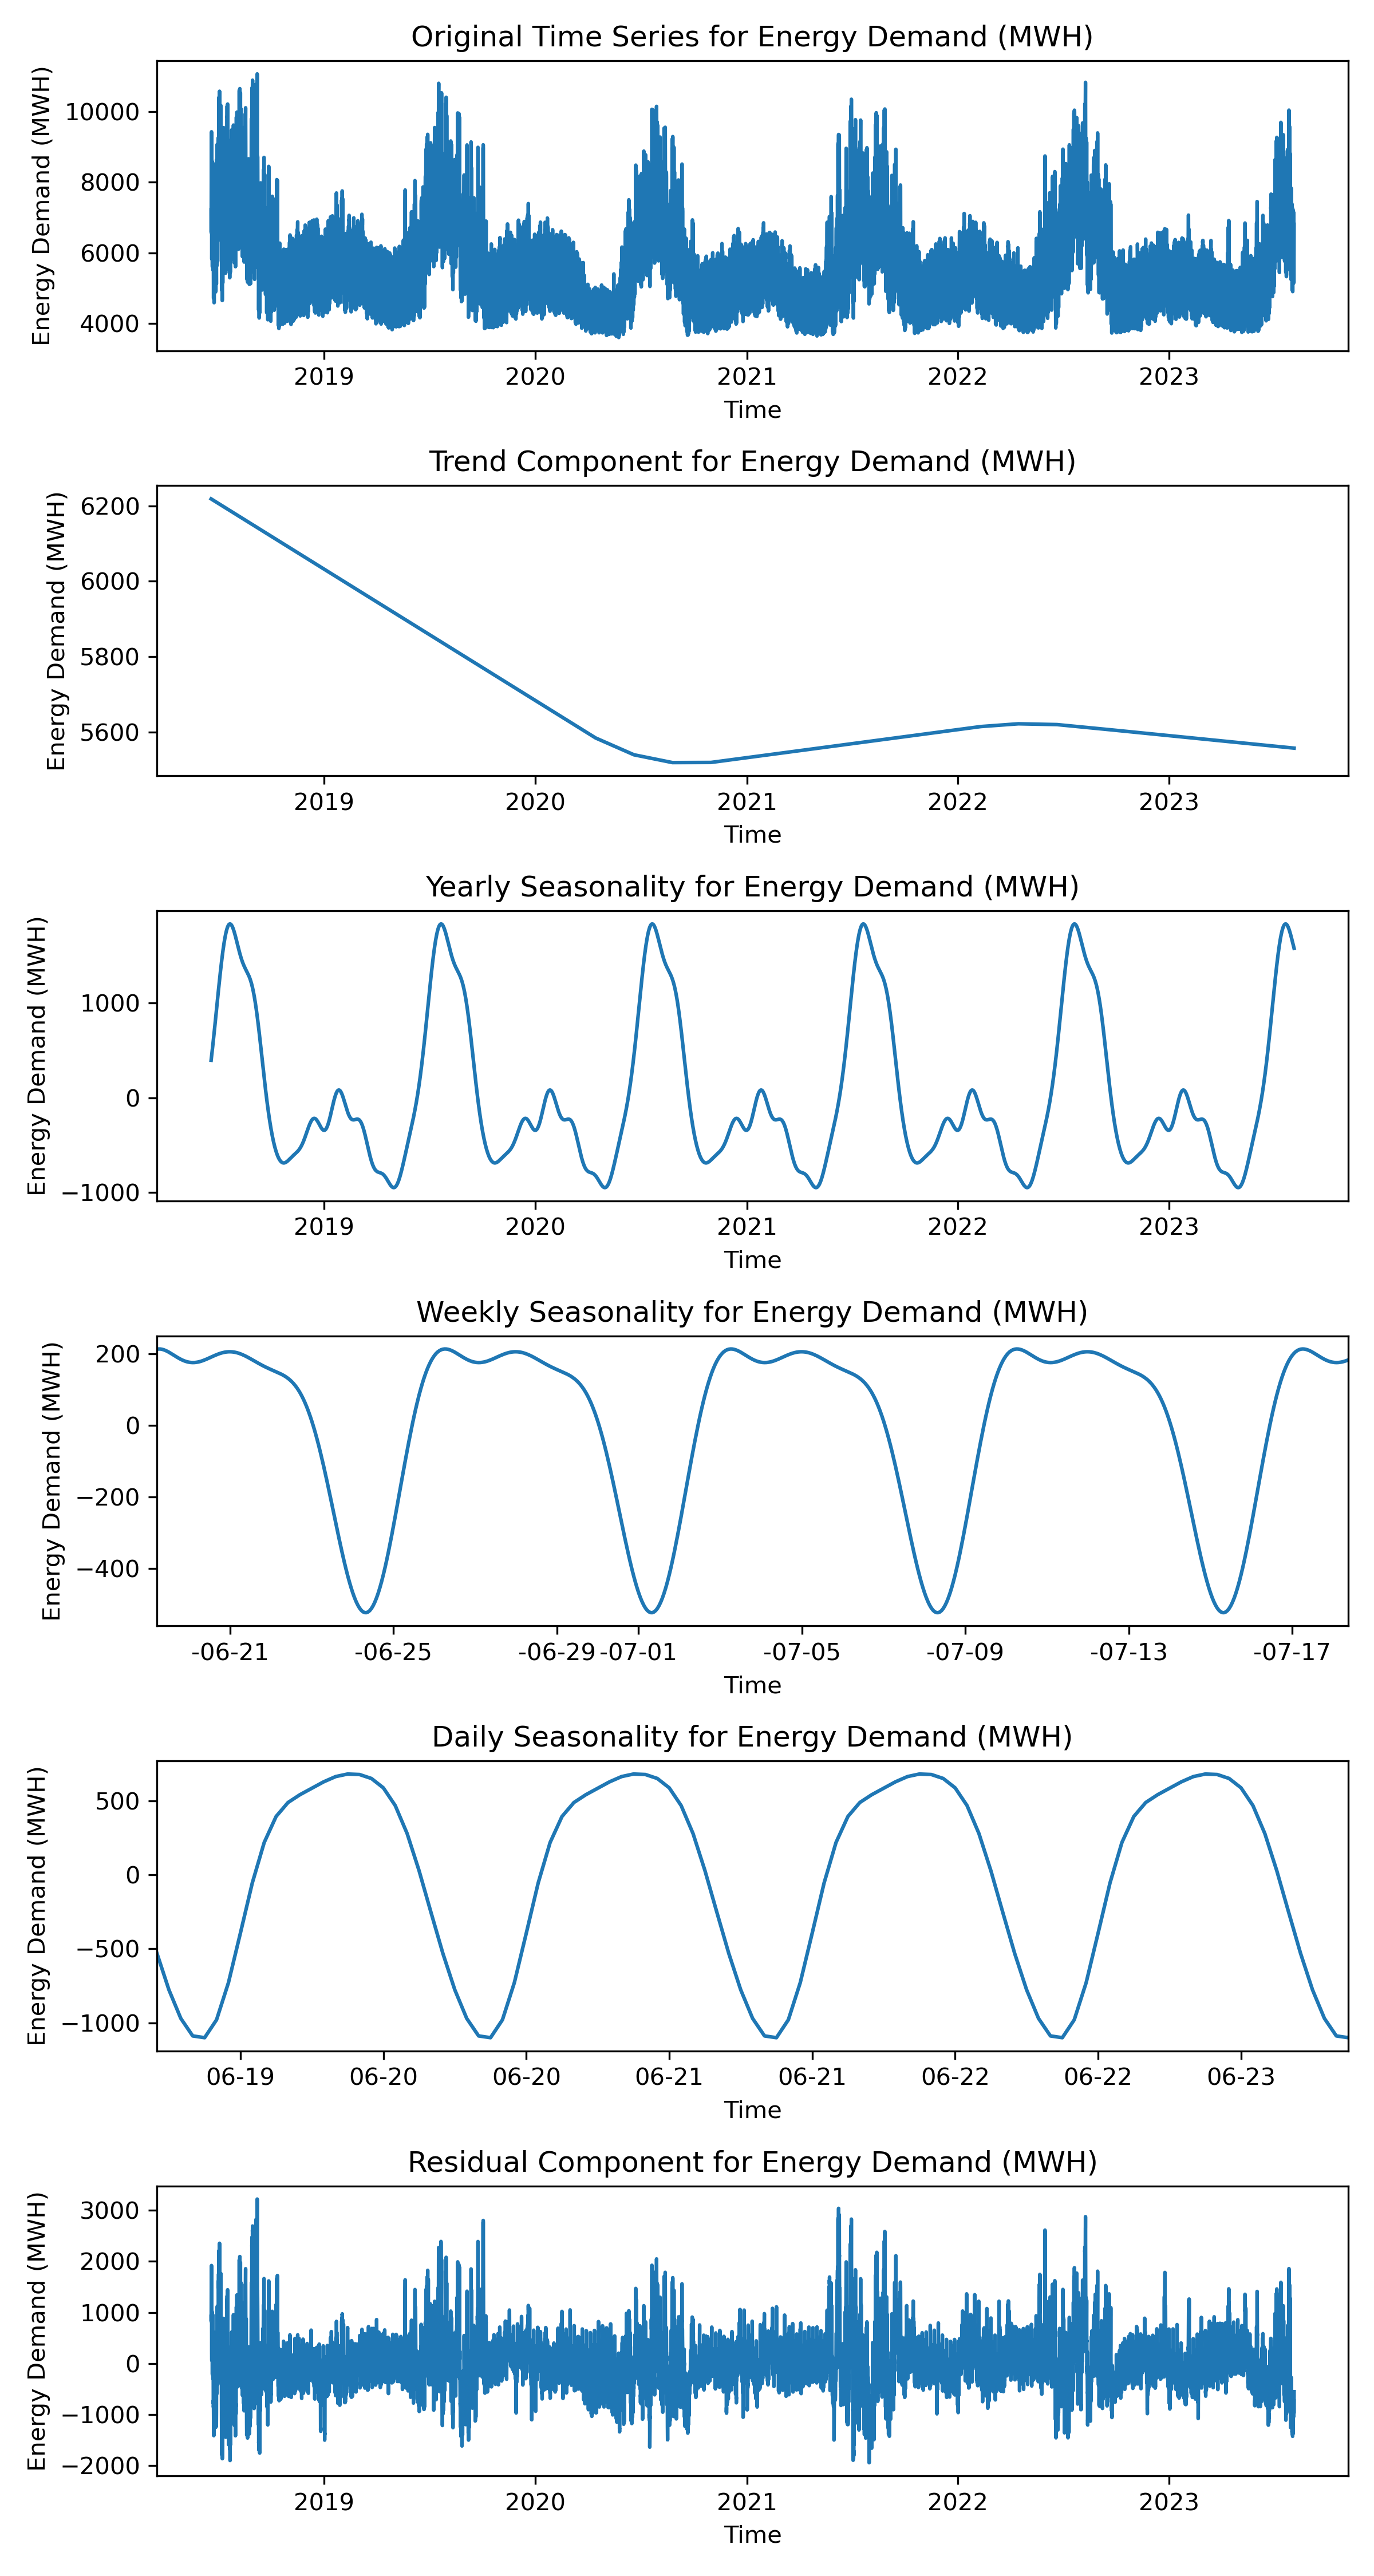 Original Time Series for Energy Demand (MWH)
Energy Demand (MWH)
10000
8000
6000
4000
2019 2020 2021 2022 2023
Time
Trend Component for Energy Demand (MWH)
Energy Demand (MWH)
6200
6000
5800
5600
2019 2020 2021 2022 2023
Time
Yearly Seasonality for Energy Demand (MWH)
Energy Demand (MWH)
1000
0
−1000
2019 2020 2021 2022 2023
Time
Weekly Seasonality for Energy Demand (MWH)
Energy Demand (MWH)
200
0
−200
−400
-06-21 -06-25 -06-29 -07-01 -07-05 -07-09 -07-13 -07-17
Time
Daily Seasonality for Energy Demand (MWH)
Energy Demand (MWH)
500
0
−500
−1000
06-19 06-20 06-20 06-21 06-21 06-22 06-22 06-23
Time
Residual Component for Energy Demand (MWH)
Energy Demand (MWH)
3000
2000
1000
0
−1000
−2000
2019 2020 2021 2022 2023
Time